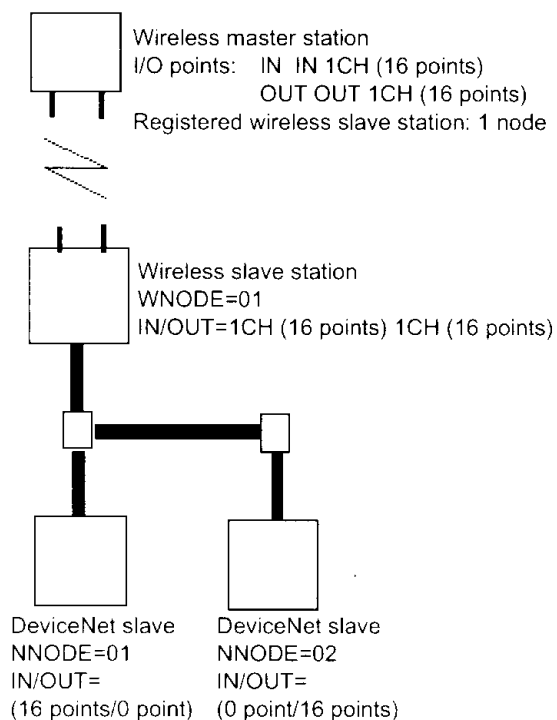 Wireless master station
I/O points: IN IN 1CH (16 points)
OUT OUT 1CH (16 points)
Registered wireless slave station: 1 node
Wireless slave station
WNODE=01
IN/OUT=1CH (16 points) 1CH (16 points)
DeviceNet slave
NNODE=01
IN/OUT=
(16 points/0 point)
DeviceNet slave
NNODE=02
IN/OUT=
(0 point/16 points)